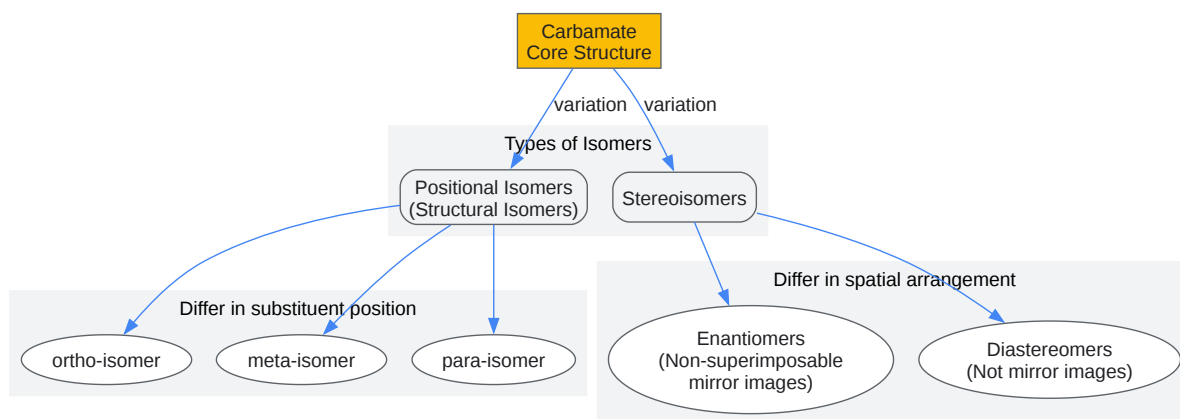 Carbamate
Core Structure
variation
variation
Types of Isomers
Positional Isomers
(Structural Isomers)
Stereoisomers
Differ in substituent position
Differ in spatial arrangement
ortho-isomer
meta-isomer
para-isomer
Enantiomers
(Non-superimposable
mirror images)
Diastereomers
(Not mirror images)